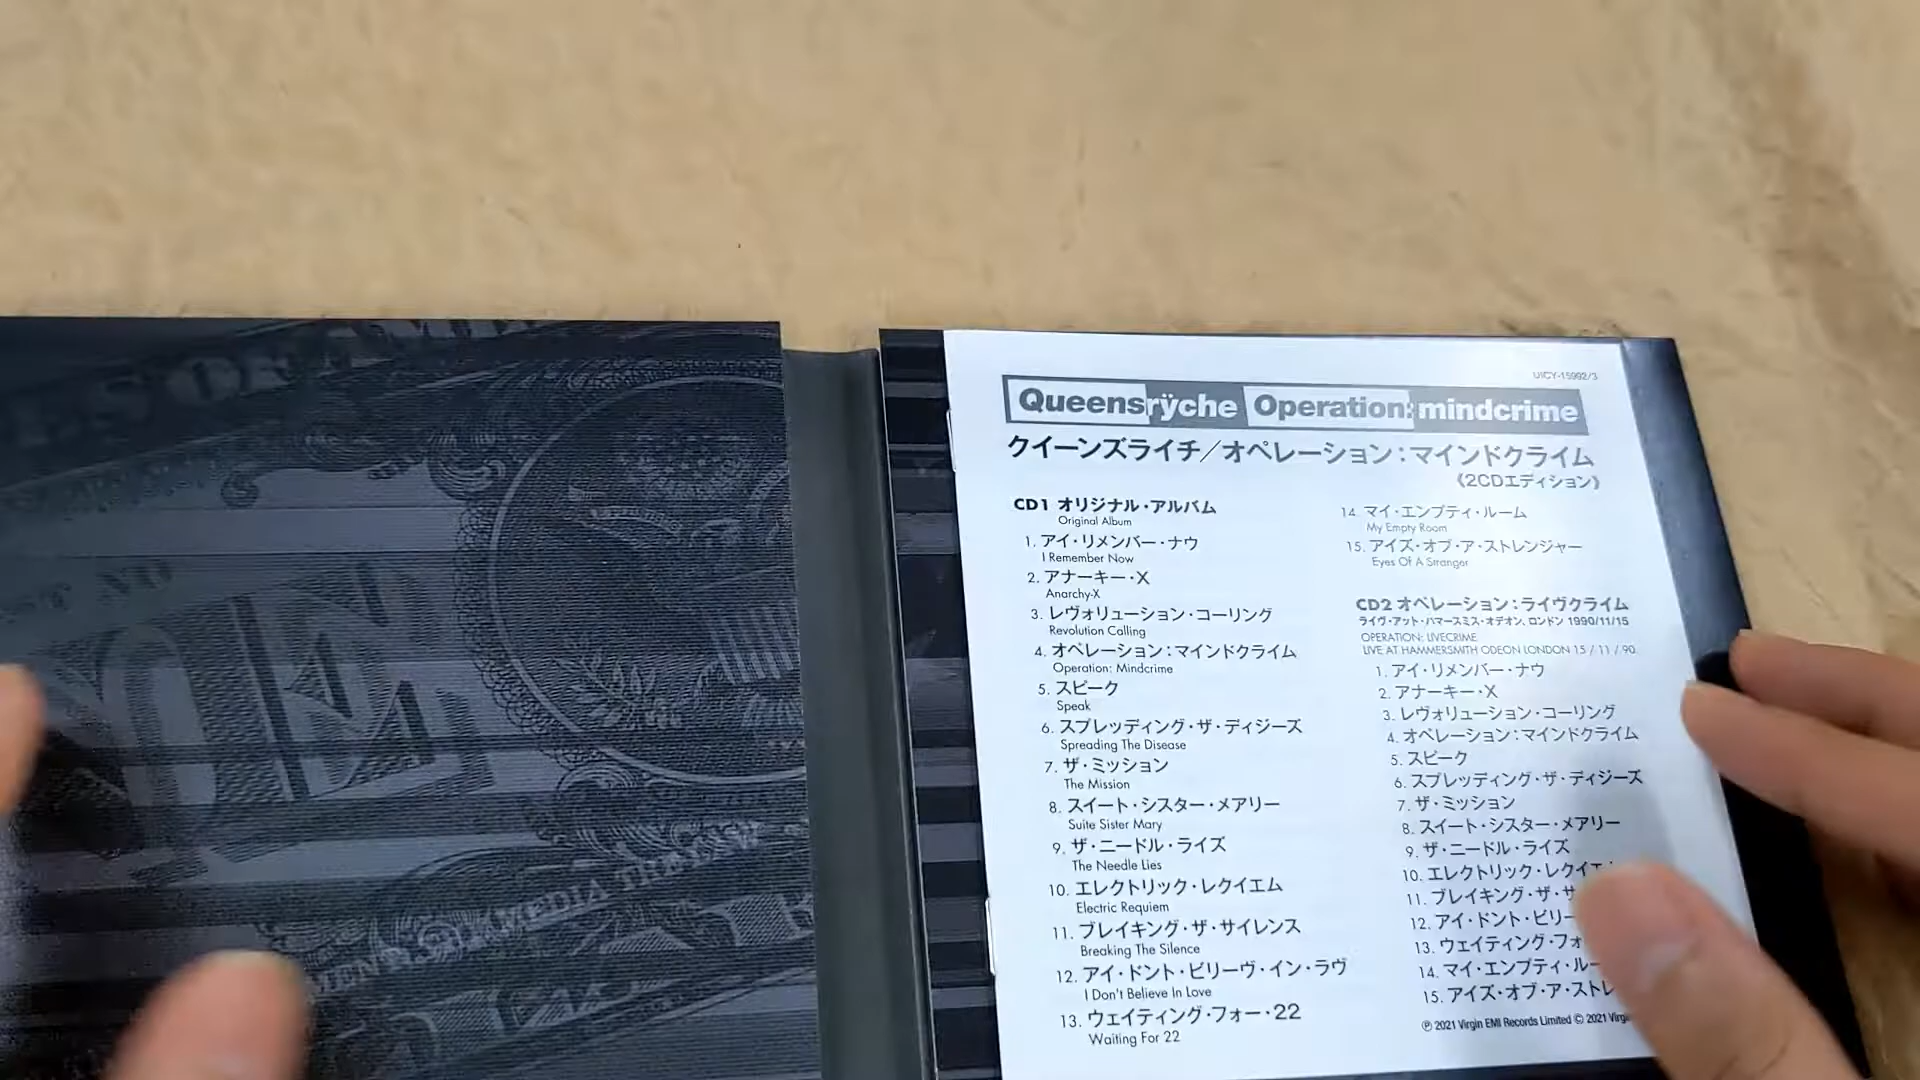 UICY-15992/3
Queensrÿche Operation: mindcrime
クイーンズライチ／オペレーション：マインドクライム
《2CDエディション》
CD1 オリジナル・アルバム
Original Album
1. アイ・リメンバー・ナウ
I Remember Now
2. アナーキー・X
Anarchy-X
3. レヴォリューション・コーリング
Revolution Calling
4. オペレーション：マインドクライム
Operation: Mindcrime
5. スピーク
Speak
6. スプレッディング・ザ・ディジーズ
Spreading The Disease
7. ザ・ミッション
The Mission
8. スイート・シスター・メアリー
Suite Sister Mary
9. ザ・ニードル・ライズ
The Needle Lies
10. エレクトリック・レクイエム
Electric Requiem
11. ブレイキング・ザ・サイレンス
Breaking The Silence
12. アイ・ドント・ビリーヴ・イン・ラヴ
I Don't Believe In Love
13. ウェイティング・フォー・22
Waiting For 22
14. マイ・エンプティ・ルーム
My Empty Room
15. アイズ・オブ・ア・ストレンジャー
Eyes Of A Stranger
CD2 オペレーション：ライヴクライム
ライヴ・アット・ハマースミス・オデオン、ロンドン 1990/11/15
OPERATION: LIVECRIME
LIVE AT HAMMERSMITH ODEON LONDON 15 / 11 / 90
1. アイ・リメンバー・ナウ
2. アナーキー・X
3. レヴォリューション・コーリング
4. オペレーション：マインドクライム
5. スピーク
6. スプレッディング・ザ・ディジーズ
7. ザ・ミッション
8. スイート・シスター・メアリー
9. ザ・ニードル・ライズ
10. エレクトリック・レクイエ
11. ブレイキング・ザ・サ
12. アイ・ドント・ビリー
13. ウェイティング・フォ
14. マイ・エンプティ・ルー
15. アイズ・オブ・ア・ストレ
℗ 2021 Virgin EMI Records Limited © 2021 Virg